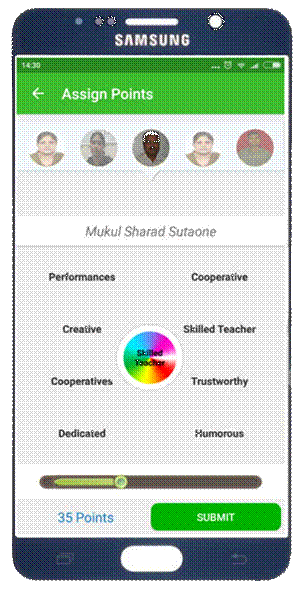 SAMSUNG
14:30
Assign Points
Mukul Sharad Sutaone
Performances Cooperative
Creative Skilled Teacher
Skilled
Teacher
Cooperatives Trustworthy
Dedicated Humorous
35 Points SUBMIT